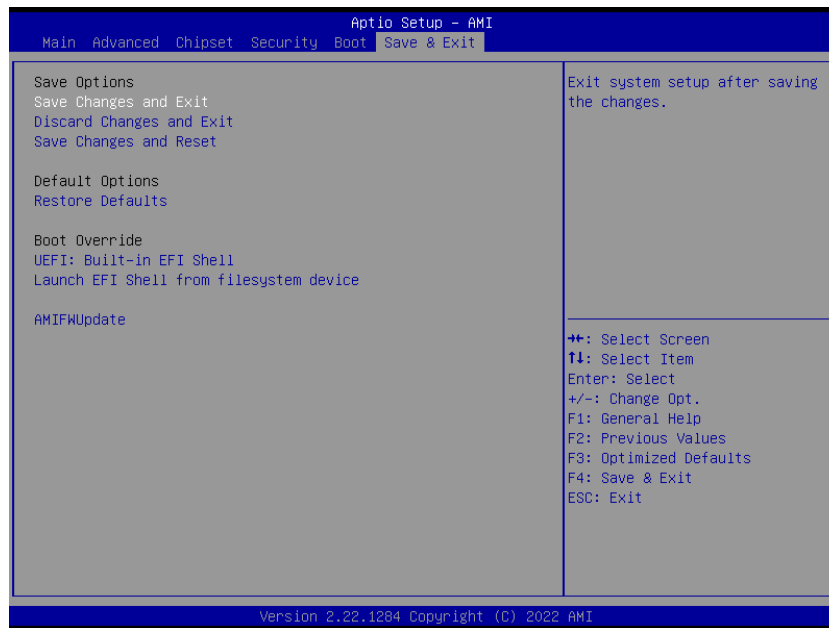 Aptio Setup – AMI
Main Advanced Chipset Security Boot Save & Exit
Save Options
Save Changes and Exit
Discard Changes and Exit
Save Changes and Reset
Default Options
Restore Defaults
Boot Override
UEFI: Built-in EFI Shell
Launch EFI Shell from filesystem device
AMIFWUpdate
Exit system setup after saving
the changes.
→←: Select Screen
↑↓: Select Item
Enter: Select
+/-: Change Opt.
F1: General Help
F2: Previous Values
F3: Optimized Defaults
F4: Save & Exit
ESC: Exit
Version 2.22.1284 Copyright (C) 2022 AMI